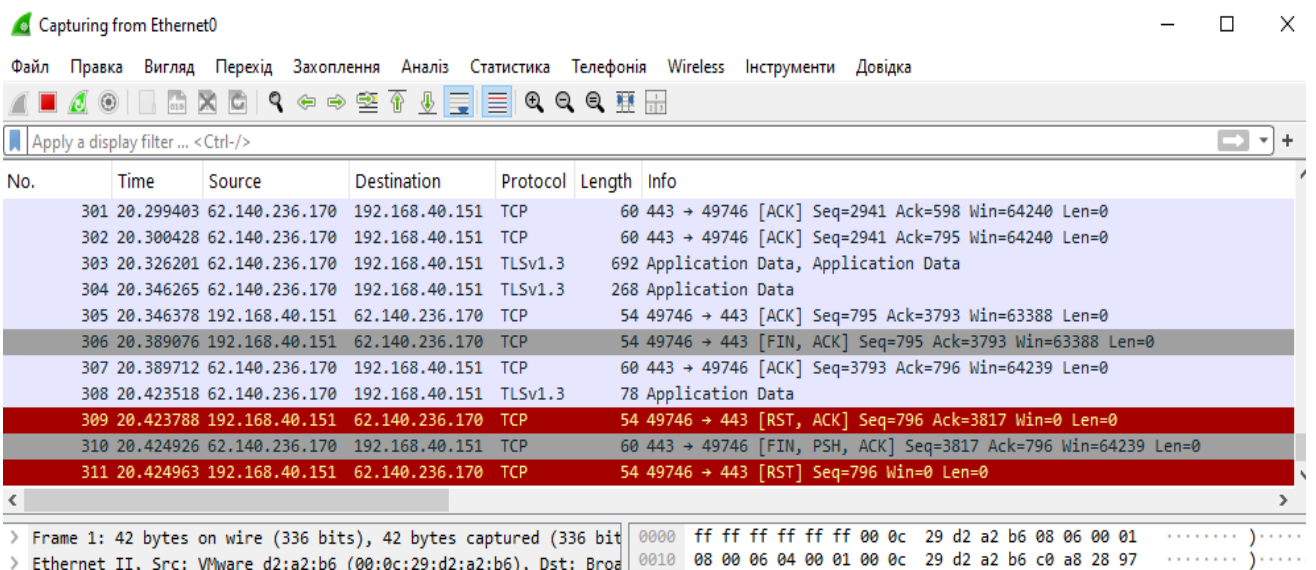 Capturing from Ethernet0
Файл Правка Вигляд Перехід Захоплення Аналіз Статистика Телефонія Wireless Інструменти Довідка
Apply a display filter ... <Ctrl-/>
No. Time Source Destination Protocol Length Info
301 20.299403 62.140.236.170 192.168.40.151 TCP 60 443 → 49746 [ACK] Seq=2941 Ack=598 Win=64240 Len=0
302 20.300428 62.140.236.170 192.168.40.151 TCP 60 443 → 49746 [ACK] Seq=2941 Ack=795 Win=64240 Len=0
303 20.326201 62.140.236.170 192.168.40.151 TLSv1.3 692 Application Data, Application Data
304 20.346265 62.140.236.170 192.168.40.151 TLSv1.3 268 Application Data
305 20.346378 192.168.40.151 62.140.236.170 TCP 54 49746 → 443 [ACK] Seq=795 Ack=3793 Win=63388 Len=0
306 20.389076 192.168.40.151 62.140.236.170 TCP 54 49746 → 443 [FIN, ACK] Seq=795 Ack=3793 Win=63388 Len=0
307 20.389712 62.140.236.170 192.168.40.151 TCP 60 443 → 49746 [ACK] Seq=3793 Ack=796 Win=64239 Len=0
308 20.423518 62.140.236.170 192.168.40.151 TLSv1.3 78 Application Data
309 20.423788 192.168.40.151 62.140.236.170 TCP 54 49746 → 443 [RST, ACK] Seq=796 Ack=3817 Win=0 Len=0
310 20.424926 62.140.236.170 192.168.40.151 TCP 60 443 → 49746 [FIN, PSH, ACK] Seq=3817 Ack=796 Win=64239 Len=0
311 20.424963 192.168.40.151 62.140.236.170 TCP 54 49746 → 443 [RST] Seq=796 Win=0 Len=0
Frame 1: 42 bytes on wire (336 bits), 42 bytes captured (336 bit 0000 ff ff ff ff ff ff 00 0c 29 d2 a2 b6 08 06 00 01 ········ )·····
Ethernet II, Src: VMware_d2:a2:b6 (00:0c:29:d2:a2:b6), Dst: Broa 0010 08 00 06 04 00 01 00 0c 29 d2 a2 b6 c0 a8 28 97 ········ )·····